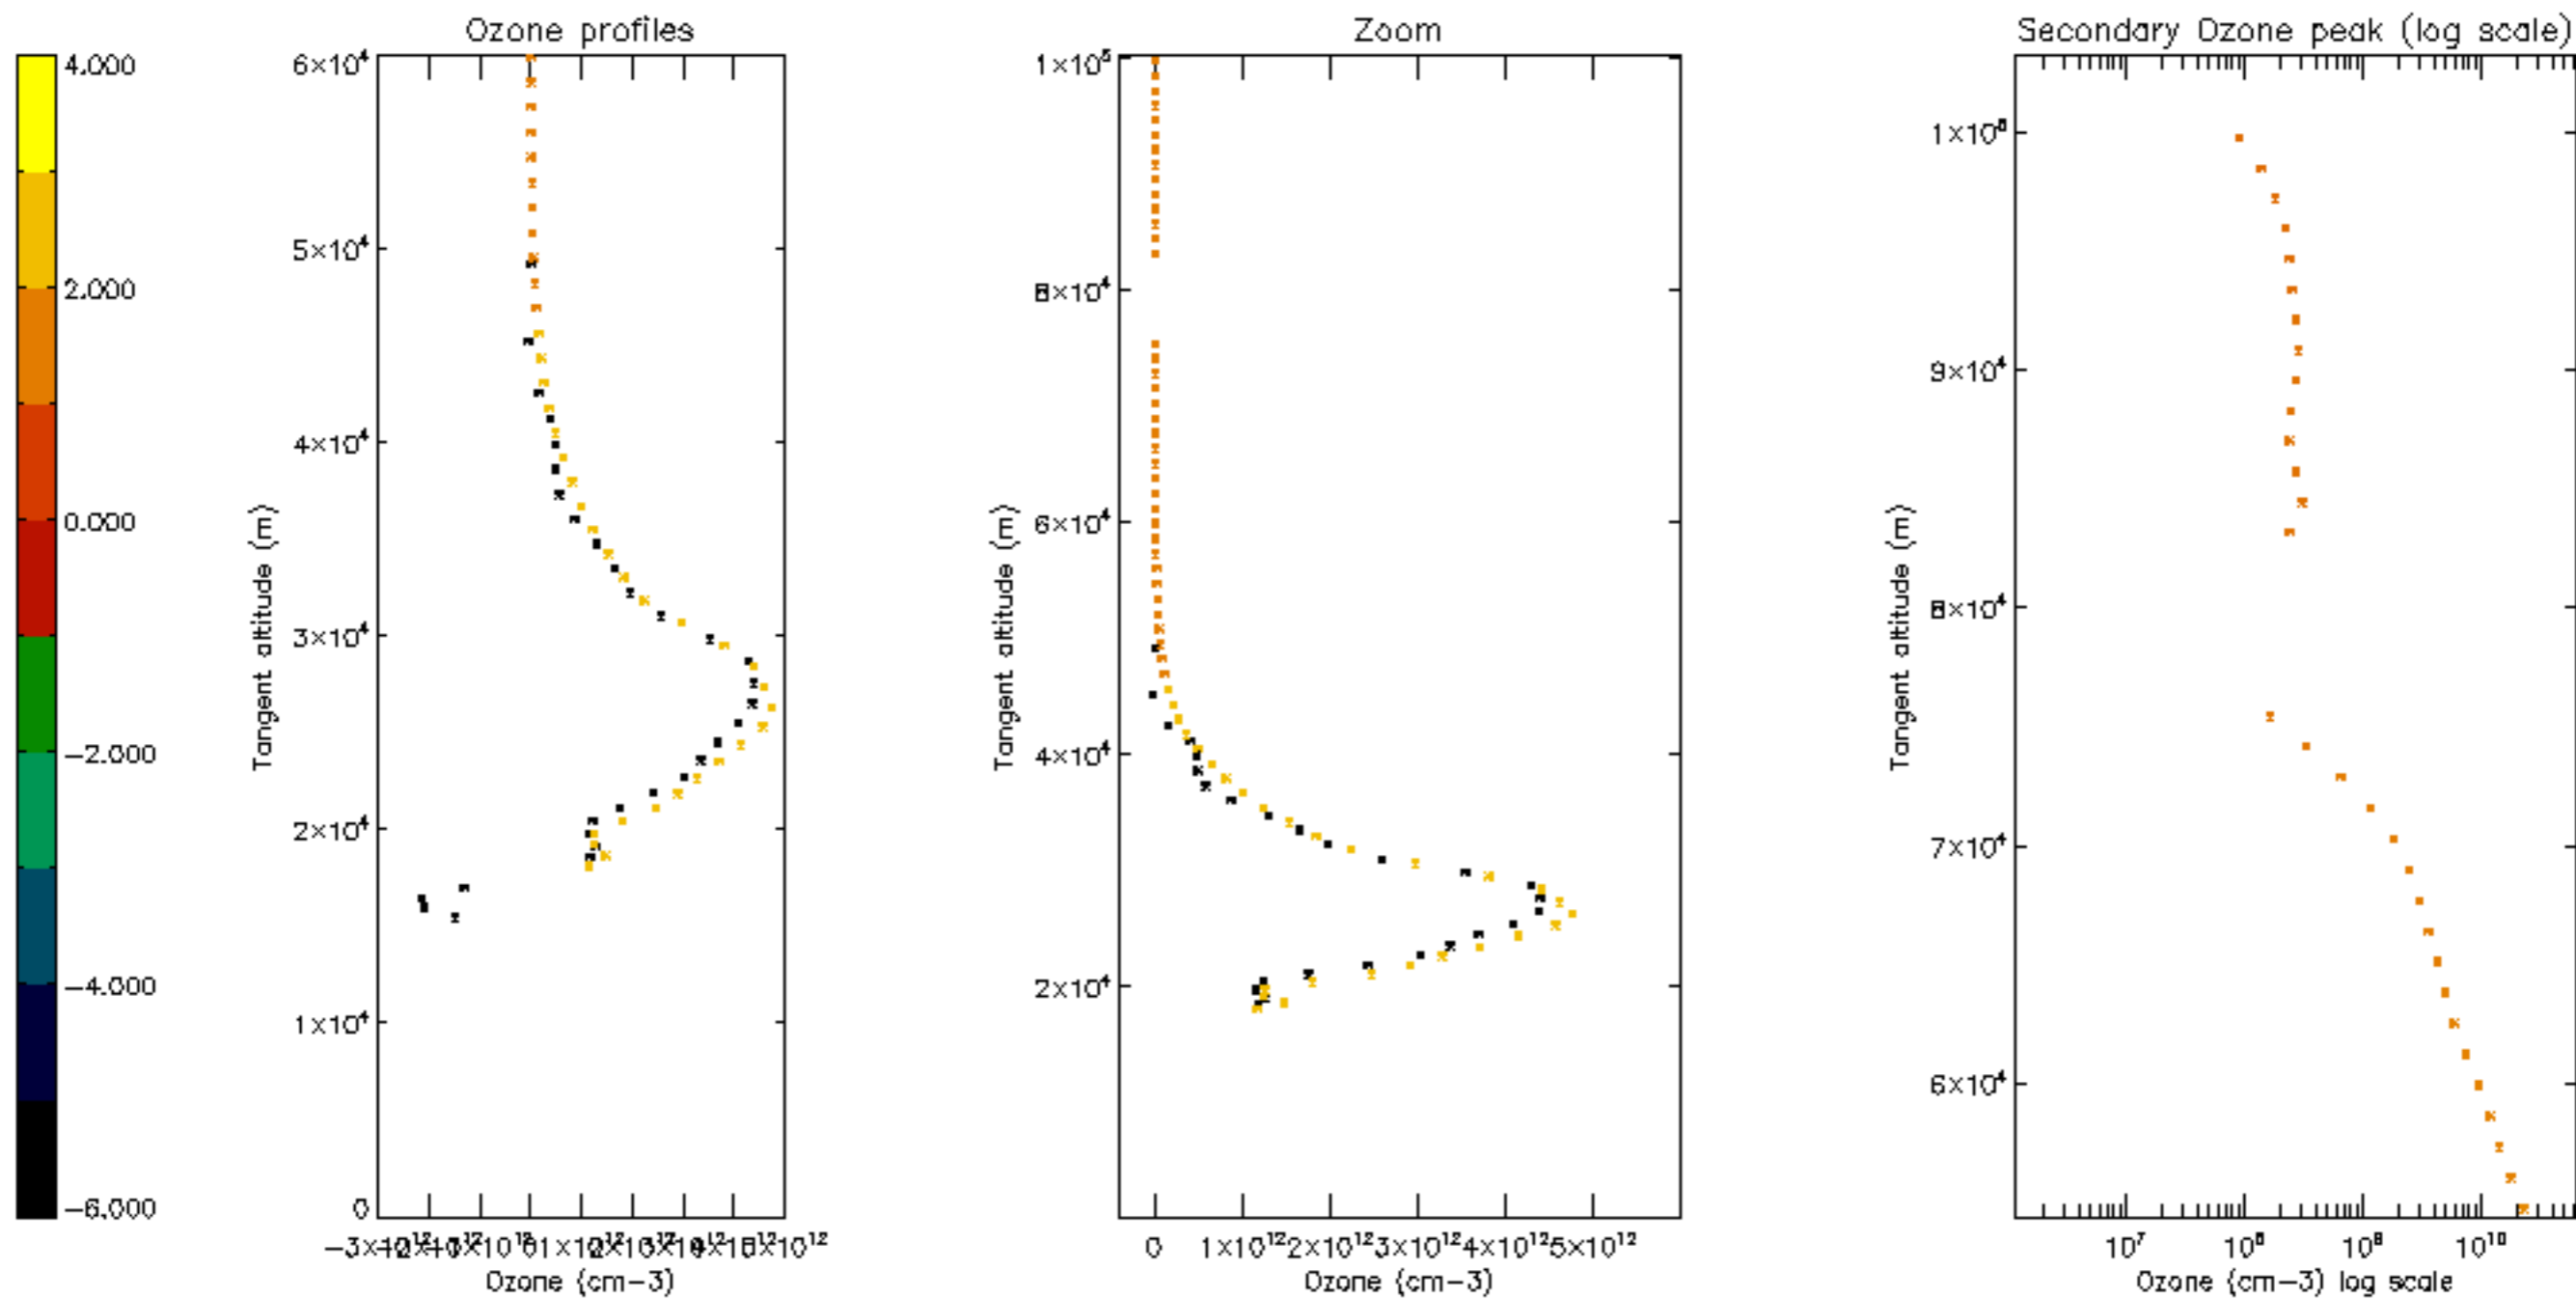 Ozone profiles
Zoom
Secondary Ozone peak (log scale)
4.000
2.000
0.000
−2.000
−4.000
−6.000
6×10⁴
5×10⁴
4×10⁴
3×10⁴
2×10⁴
1×10⁴
0
Tangent altitude (m)
Ozone (cm−3)
1×10⁵
8×10⁴
6×10⁴
4×10⁴
2×10⁴
Tangent altitude (m)
0 1×10¹² 2×10¹² 3×10¹² 4×10¹² 5×10¹²
Ozone (cm−3)
1×10⁵
9×10⁴
8×10⁴
7×10⁴
6×10⁴
Tangent altitude (m)
10⁷ 10⁸ 10⁹ 10¹⁰
Ozone (cm−3) log scale